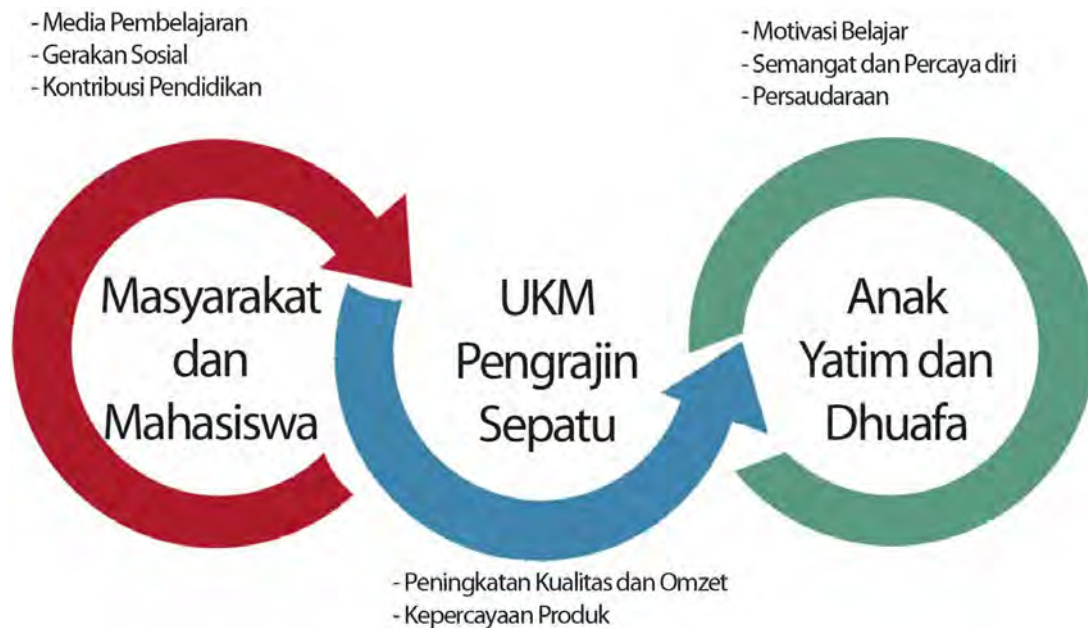 - Media Pembelajaran
- Gerakan Sosial
- Kontribusi Pendidikan
- Motivasi Belajar
- Semangat dan Percaya diri
- Persaudaraan
Masyarakat
dan
Mahasiswa
UKM
Pengrajin
Sepatu
Anak
Yatim dan
Dhuafa
- Peningkatan Kualitas dan Omzet
- Kepercayaan Produk